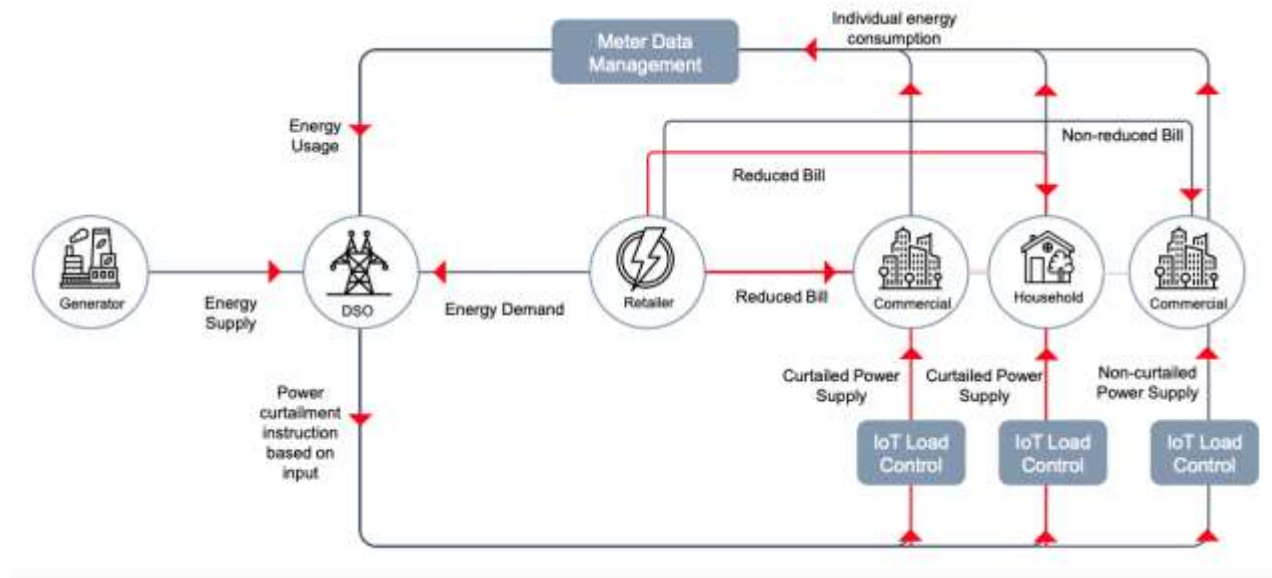 Individual energy
consumption
Meter Data
Management
Energy
Usage
Non-reduced Bill
Reduced Bill
Generator
DSO
Retailer
Commercial
Household
Commercial
Energy
Supply
Energy Demand
Reduced Bill
Power
curtailment
instruction
based on
input
Curtailed Power
Supply
Curtailed Power
Supply
Non-curtailed
Power Supply
IoT Load
Control
IoT Load
Control
IoT Load
Control